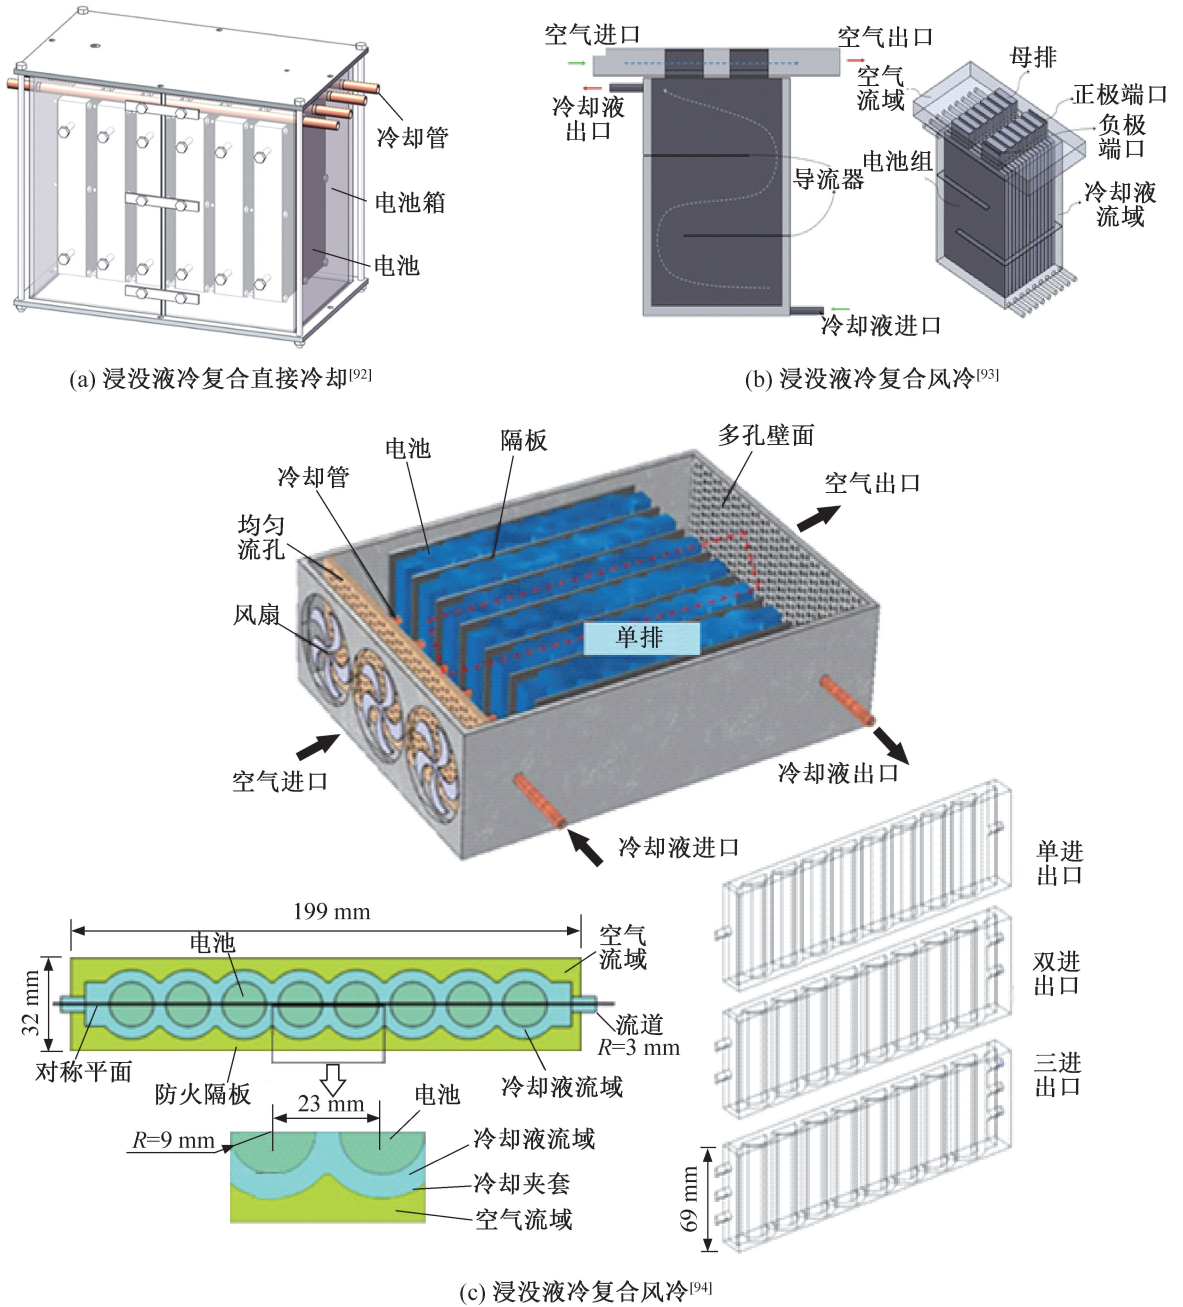 冷却管
电池箱
电池
(a) 浸没液冷复合直接冷却[92]
空气进口
空气出口
冷却液
出口
导流器
冷却液进口
空气
流域
母排
正极端口
负极
端口
电池组
冷却液
流域
(b) 浸没液冷复合风冷[93]
多孔壁面
隔板
电池
冷却管
空气出口
均匀
流孔
风扇
单排
空气进口
冷却液出口
冷却液进口
199 mm
电池
空气
流域
32 mm
流道
R=3 mm
对称平面
防火隔板
冷却液流域
23 mm
电池
R=9 mm
冷却液流域
冷却夹套
空气流域
单进
出口
双进
出口
三进
出口
69 mm
(c) 浸没液冷复合风冷[94]